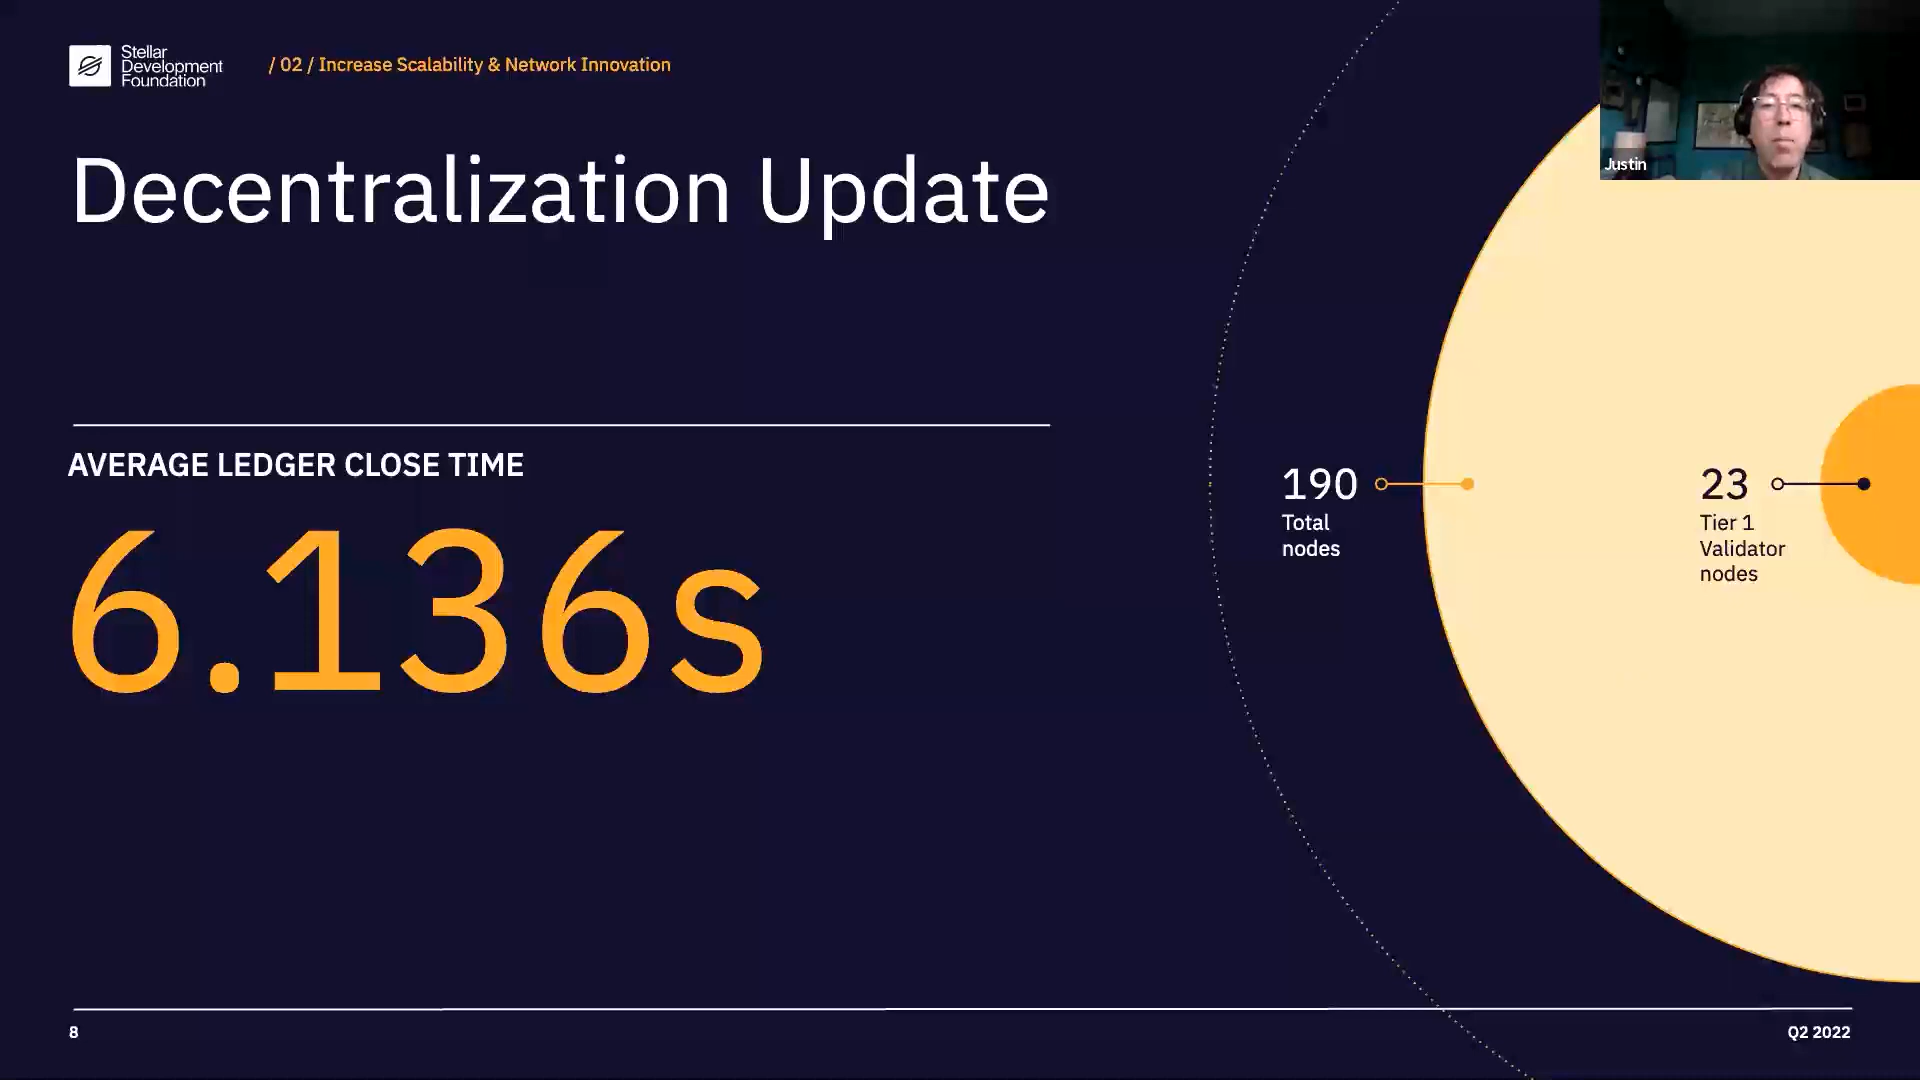 Stellar
Development
Foundation
/ 02 / Increase Scalability & Network Innovation
Justin
Decentralization Update
AVERAGE LEDGER CLOSE TIME
6.136s
190
Total
nodes
23
Tier 1
Validator
nodes
8
Q2 2022